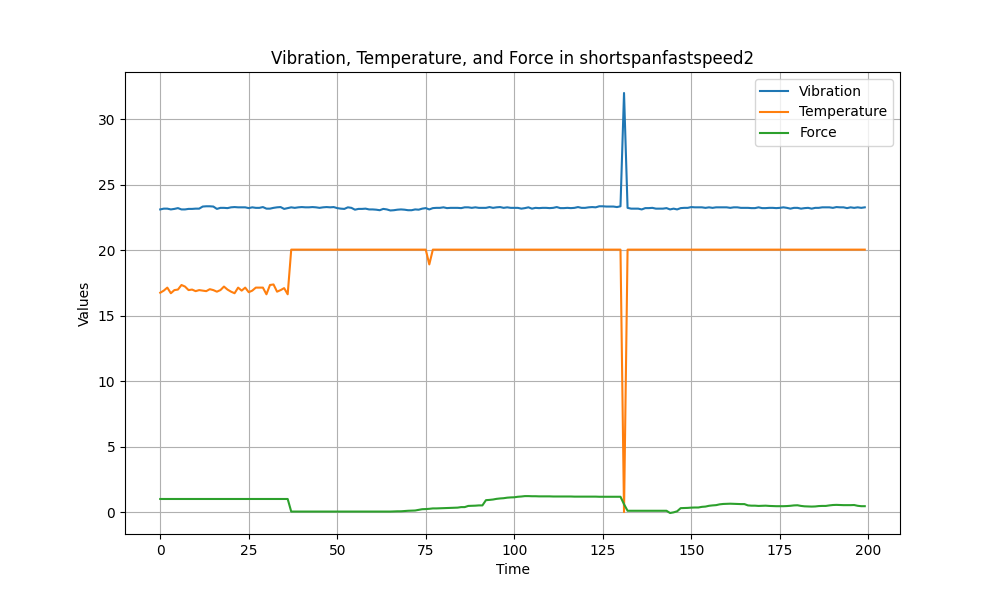 Vibration, Temperature, and Force in shortspanfastspeed2
Vibration
Temperature
Force
Values
30
25
20
15
10
5
0
0 25 50 75 100 125 150 175 200
Time